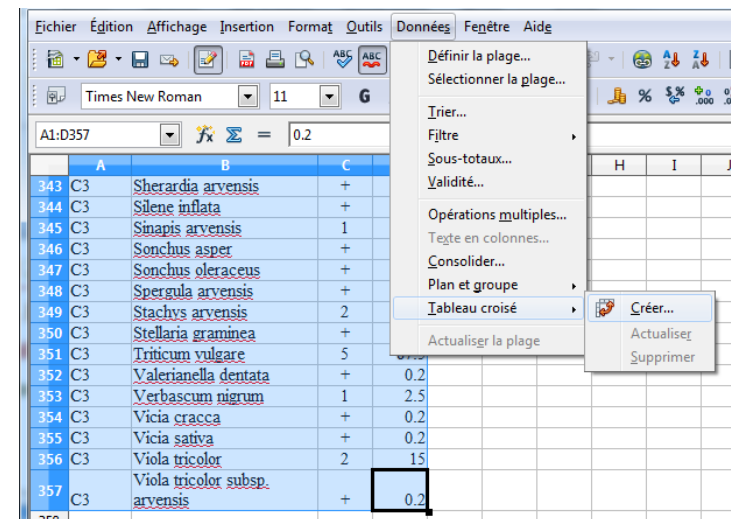 Fichier Édition Affichage Insertion Format Outils Données Fenêtre Aide
ABC ABC
Définir la plage...
Sélectionner la plage...
Times New Roman 11 G
% $% .000
Trier...
A1:D357 = 0.2
Filtre
Sous-totaux...
A B C H I J
Validité...
343 C3 Sherardia arvensis +
344 C3 Silene inflata +
Opérations multiples...
345 C3 Sinapis arvensis 1
Texte en colonnes...
346 C3 Sonchus asper +
Consolider...
347 C3 Sonchus oleraceus +
Plan et groupe
348 C3 Spergula arvensis +
Tableau croisé Créer...
349 C3 Stachys arvensis 2
Actualiser la plage Actualiser
350 C3 Stellaria graminea +
Supprimer
351 C3 Triticum vulgare 5
352 C3 Valerianella dentata + 0.2
353 C3 Verbascum nigrum 1 2.5
354 C3 Vicia cracca + 0.2
355 C3 Vicia sativa + 0.2
356 C3 Viola tricolor 2 15
Viola tricolor subsp.
357 C3 arvensis + 0.2